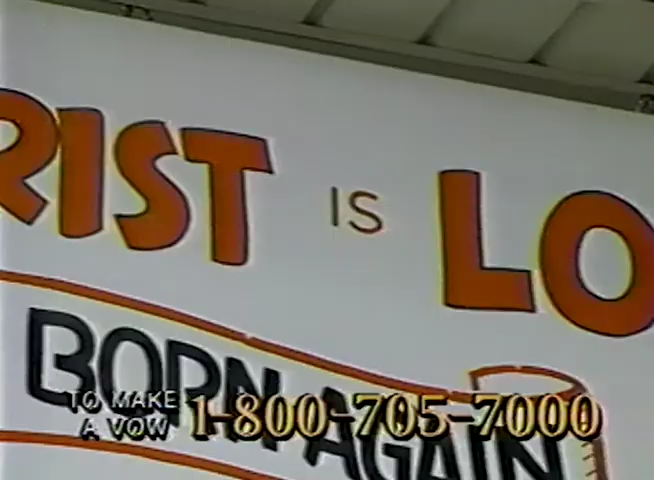 RIST IS LO
BORN AGAIN
TO MAKE
A VOW
1-800-705-7000